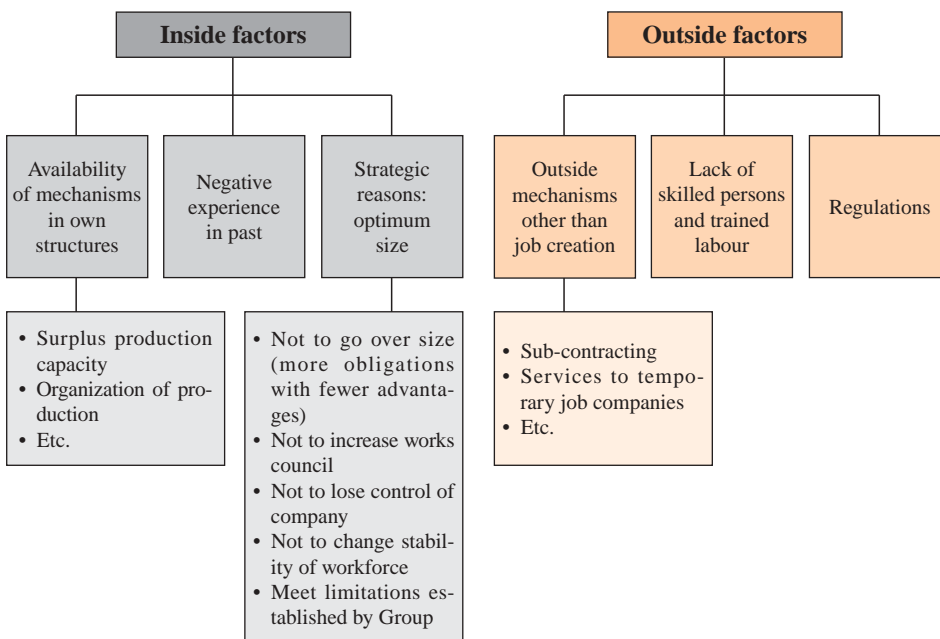 Inside factors
Availability
of mechanisms
in own
structures
Negative
experience
in past
Strategic
reasons:
optimum
size
• Surplus production
capacity
• Organization of pro-
duction
• Etc.
• Not to go over size
(more obligations
with fewer advanta-
ges)
• Not to increase works
council
• Not to lose control of
company
• Not to change stabil-
ity of workforce
• Meet limitations es-
tablished by Group
Outside factors
Outside
mechanisms
other than
job creation
Lack of
skilled persons
and trained
labour
Regulations
• Sub-contracting
• Services to tempo-
rary job companies
• Etc.